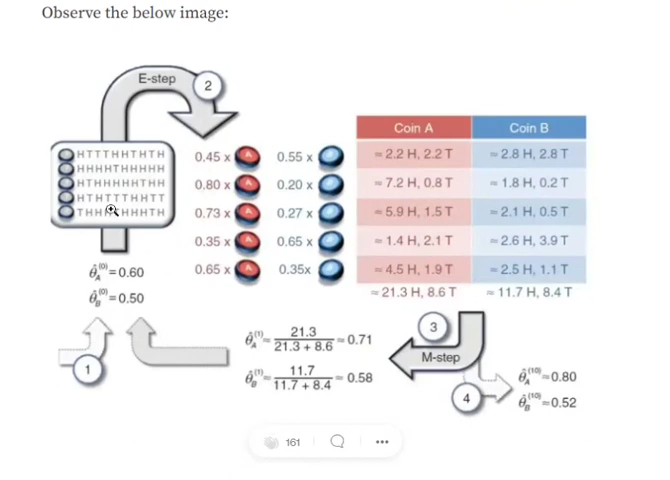 Observe the below image:
E-step
2
Coin A
Coin B
HTTTHHTHTH
HHHHTHHHHH
HTHHHHHTHH
HTHTTTHHTT
0.45 x A
0.55 x
≈ 2.2 H, 2.2 T
≈ 2.8 H, 2.8 T
0.80 x A
0.20 x
≈ 7.2 H, 0.8 T
≈ 1.8 H, 0.2 T
0.73 x A
0.27 x
≈ 5.9 H, 1.5 T
≈ 2.1 H, 0.5 T
0.35 x A
0.65 x
≈ 1.4 H, 2.1 T
≈ 2.6 H, 3.9 T
0.65 x A
0.35x
≈ 4.5 H, 1.9 T
≈ 2.5 H, 1.1 T
≈ 21.3 H, 8.6 T
≈ 11.7 H, 8.4 T
θ̂A(0) = 0.60
θ̂B(0) = 0.50
1
θ̂A(1) ≈ 21.3 / 21.3 + 8.6 ≈ 0.71
θ̂B(1) ≈ 11.7 / 11.7 + 8.4 ≈ 0.58
3
M-step
4
θ̂A(10) ≈ 0.80
θ̂B(10) ≈ 0.52
161